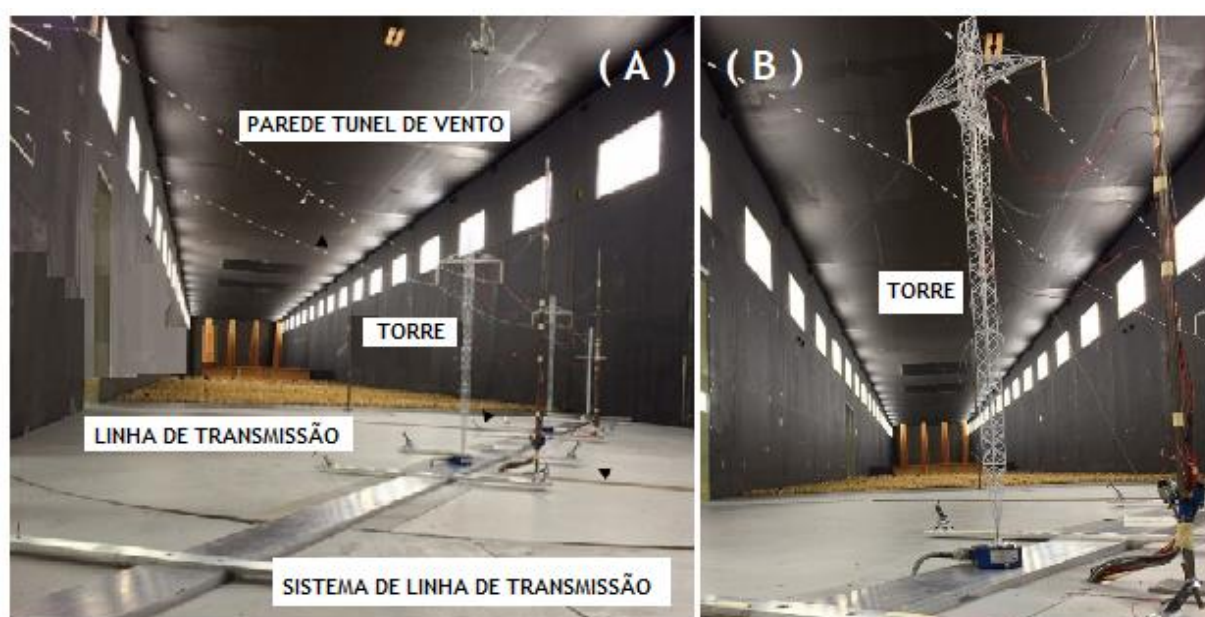 ( A )
PAREDE TUNEL DE VENTO
TORRE
LINHA DE TRANSMISSÃO
SISTEMA DE LINHA DE TRANSMISSÃO
( B )
TORRE